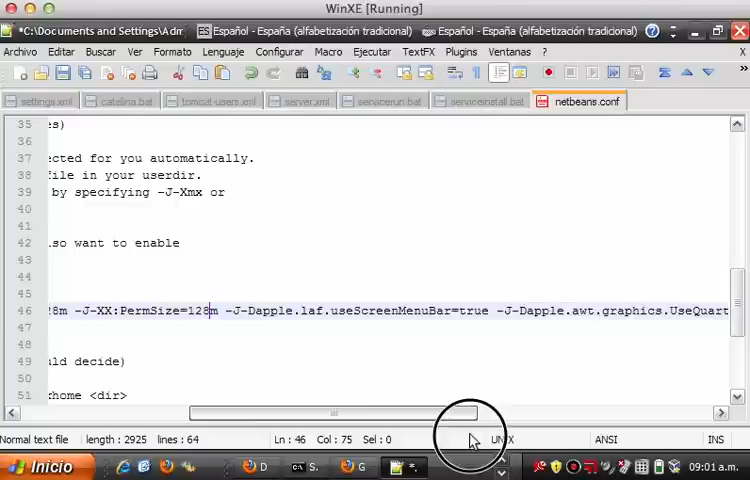 WinXE [Running]
*C:\Documents and Settings\Adm
ES Español - España (alfabetización tradicional)
Español - España (alfabetización tradicional)
Archivo Editar Buscar Ver Formato Lenguaje Configurar Macro Ejecutar TextFX Plugins Ventanas ?
settings.xml catalina.bat tomcat-users.xml server.xml servicerun.bat serviceinstall.bat netbeans.conf
35 es)
36
37 ected for you automatically.
38 file in your userdir.
39 by specifying -J-Xmx or
40
41
42 so want to enable
43
44
45
46 28m -J-XX:PermSize=128m -J-Dapple.laf.useScreenMenuBar=true -J-Dapple.awt.graphics.UseQuart
47
48
49 uld decide)
50
51 home <dir>
Normal text file length : 2925 lines : 64 Ln : 46 Col : 75 Sel : 0 UNIX ANSI INS
Inicio D S. G *. 09:01 a.m.